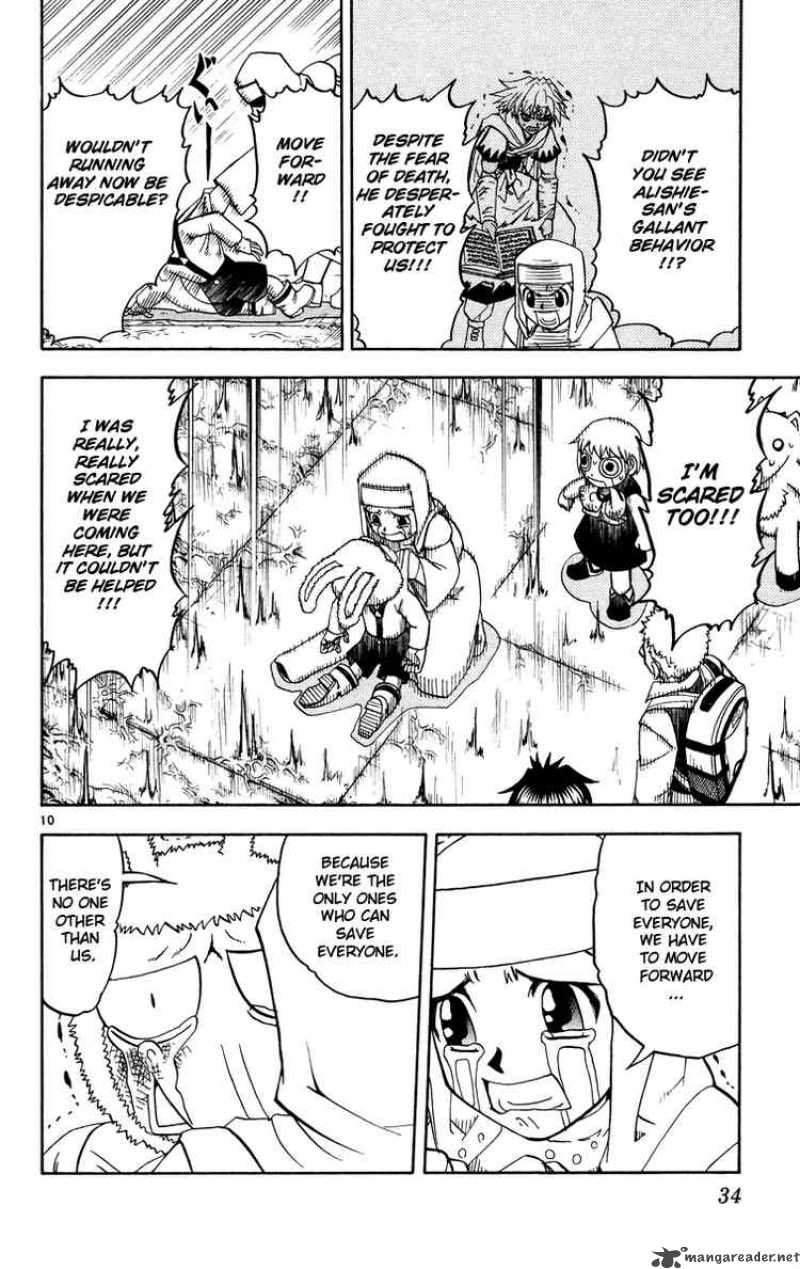 DIDN'T
YOU SEE
ALISHIE-
SAN'S
GALLANT
BEHAVIOR
!!?
DESPITE
THE FEAR
OF DEATH,
HE DESPER-
ATELY
FOUGHT TO
PROTECT
US!!!
MOVE
FOR-
WARD
!!
WOULDN'T
RUNNING
AWAY NOW BE
DESPICABLE?
I'M
SCARED
TOO!!!
I WAS
REALLY,
REALLY
SCARED
WHEN WE
WERE
COMING
HERE, BUT
IT COULDN'T
BE HELPED
!!!
10
IN ORDER
TO SAVE
EVERYONE,
WE HAVE
TO MOVE
FORWARD
...
BECAUSE
WE'RE THE
ONLY ONES
WHO CAN
SAVE
EVERYONE.
THERE'S
NO ONE
OTHER
THAN
US.
34
mangareader.net